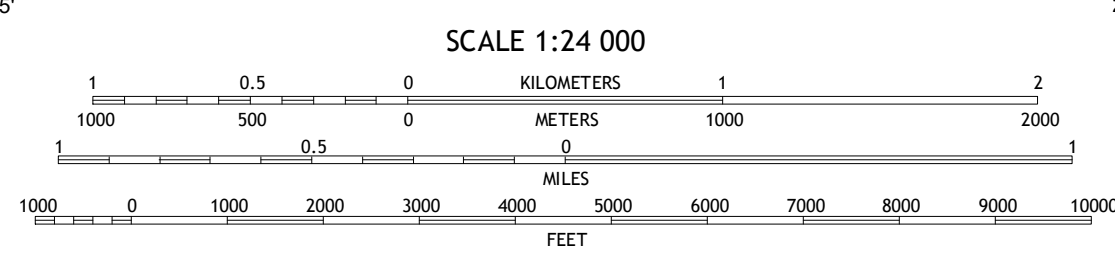 5'
SCALE 1:24 000
1 0.5 0 KILOMETERS 1 2
1000 500 0 METERS 1000 2000
1 0.5 0 1
MILES
1000 0 1000 2000 3000 4000 5000 6000 7000 8000 9000 10000
FEET